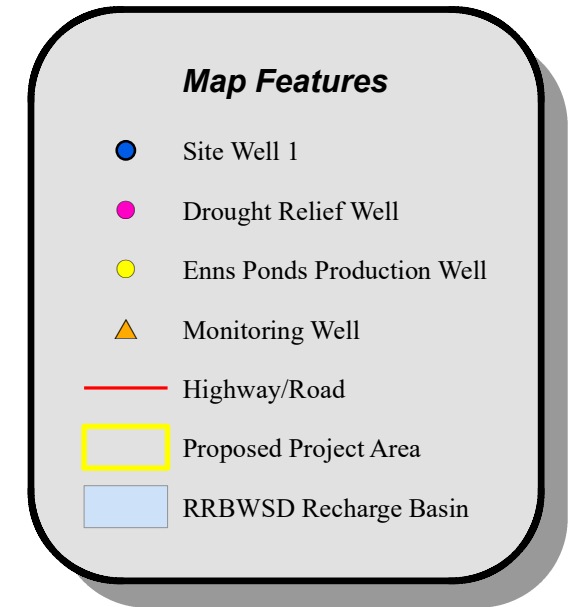 Map Features
Site Well 1
Drought Relief Well
Enns Ponds Production Well
Monitoring Well
Highway/Road
Proposed Project Area
RRBWSD Recharge Basin